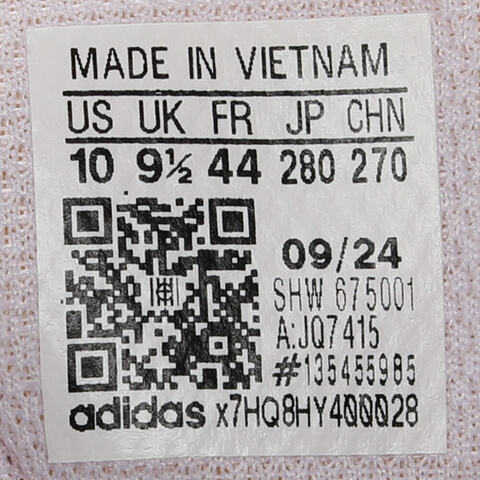 MADE IN VIETNAM
US UK FR JP CHN
10 9½ 44 280 270
09/24
SHW 675001
A:JQ7415
#135455985
adidas x7HQ8HY400028